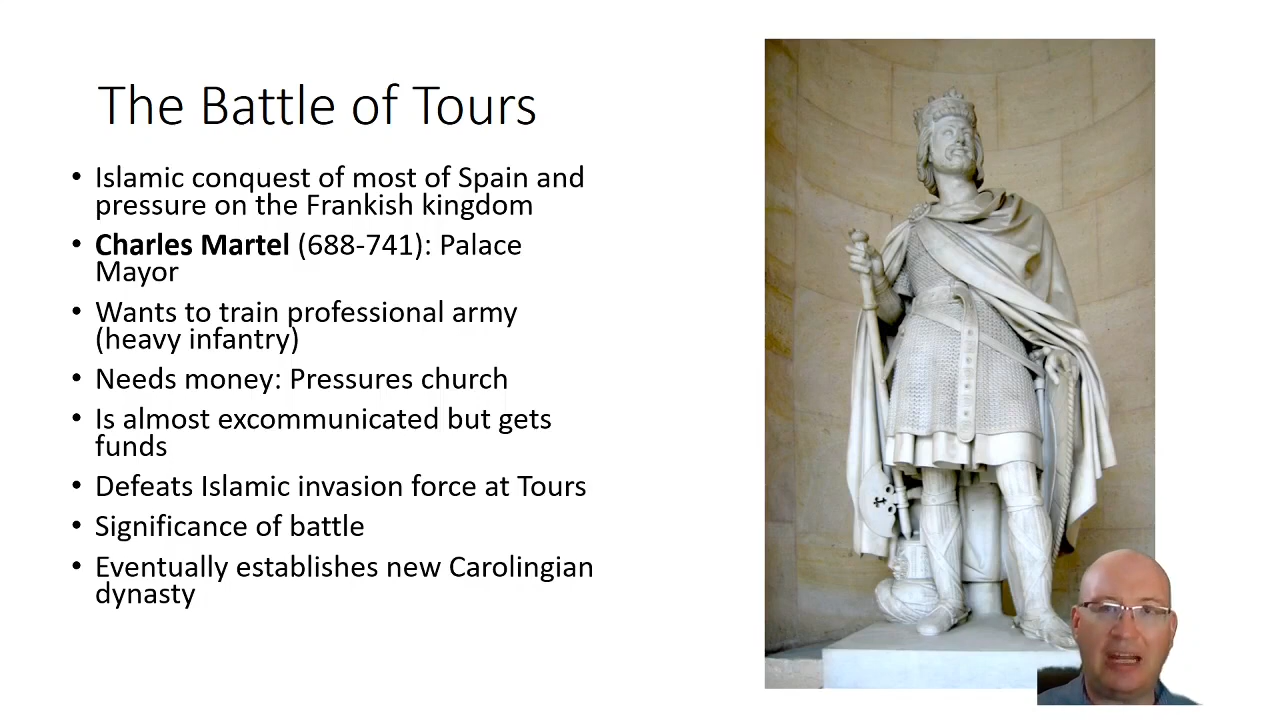 The Battle of Tours
• Islamic conquest of most of Spain and
pressure on the Frankish kingdom
• Charles Martel (688-741): Palace
Mayor
• Wants to train professional army
(heavy infantry)
• Needs money: Pressures church
• Is almost excommunicated but gets
funds
• Defeats Islamic invasion force at Tours
• Significance of battle
• Eventually establishes new Carolingian
dynasty